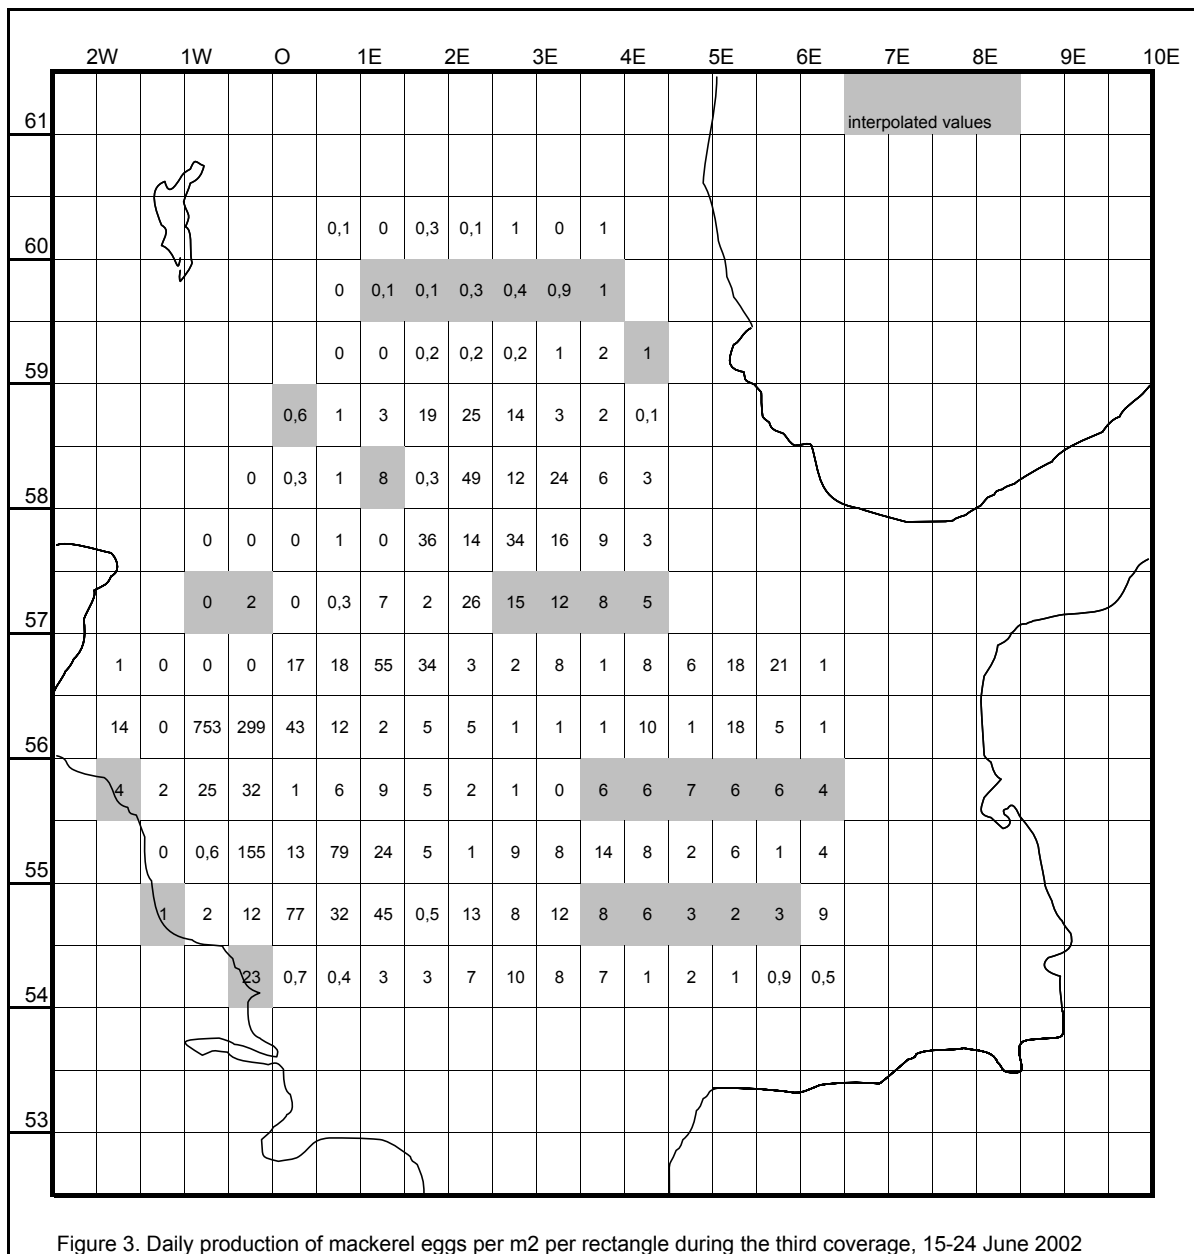 2W 1W O 1E 2E 3E 4E 5E 6E 7E 8E 9E 10E
interpolated values
61
0,1 0 0,3 0,1 1 0 1
60
0 0,1 0,1 0,3 0,4 0,9 1
0 0 0,2 0,2 0,2 1 2 1
59
0,6 1 3 19 25 14 3 2 0,1
0 0,3 1 8 0,3 49 12 24 6 3
58
0 0 0 1 0 36 14 34 16 9 3
0 2 0 0,3 7 2 26 15 12 8 5
57
1 0 0 0 17 18 55 34 3 2 8 1 8 6 18 21 1
14 0 753 299 43 12 2 5 5 1 1 1 10 1 18 5 1
56
4 2 25 32 1 6 9 5 2 1 0 6 6 7 6 6 4
0 0,6 155 13 79 24 5 1 9 8 14 8 2 6 1 4
55
1 2 12 77 32 45 0,5 13 8 12 8 6 3 2 3 9
23 0,7 0,4 3 3 7 10 8 7 1 2 1 0,9 0,5
54
53
Figure 3. Daily production of mackerel eggs per m2 per rectangle during the third coverage, 15-24 June 2002